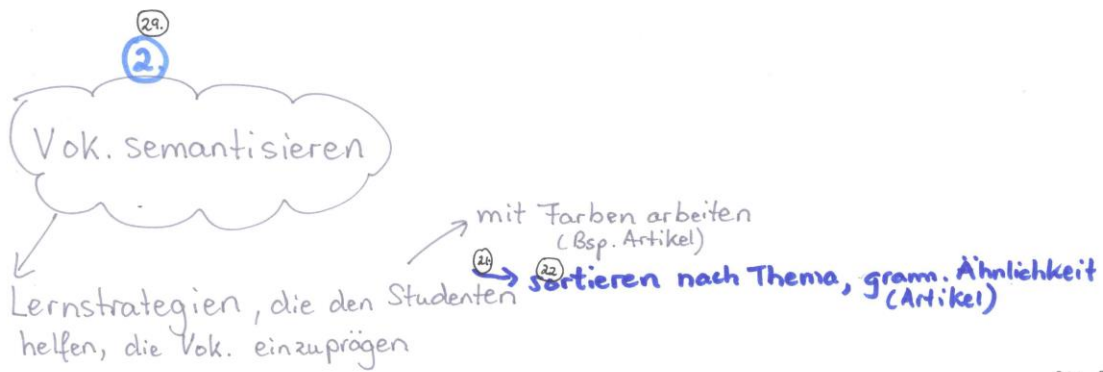 29.
2.
Vok. semantisieren
mit Farben arbeiten
(Bsp. Artikel)
21.
22.
sortieren nach Thema, gramm. Ähnlichkeit
(Artikel)
Lernstrategien, die den Studenten
helfen, die Vok. einzuprägen